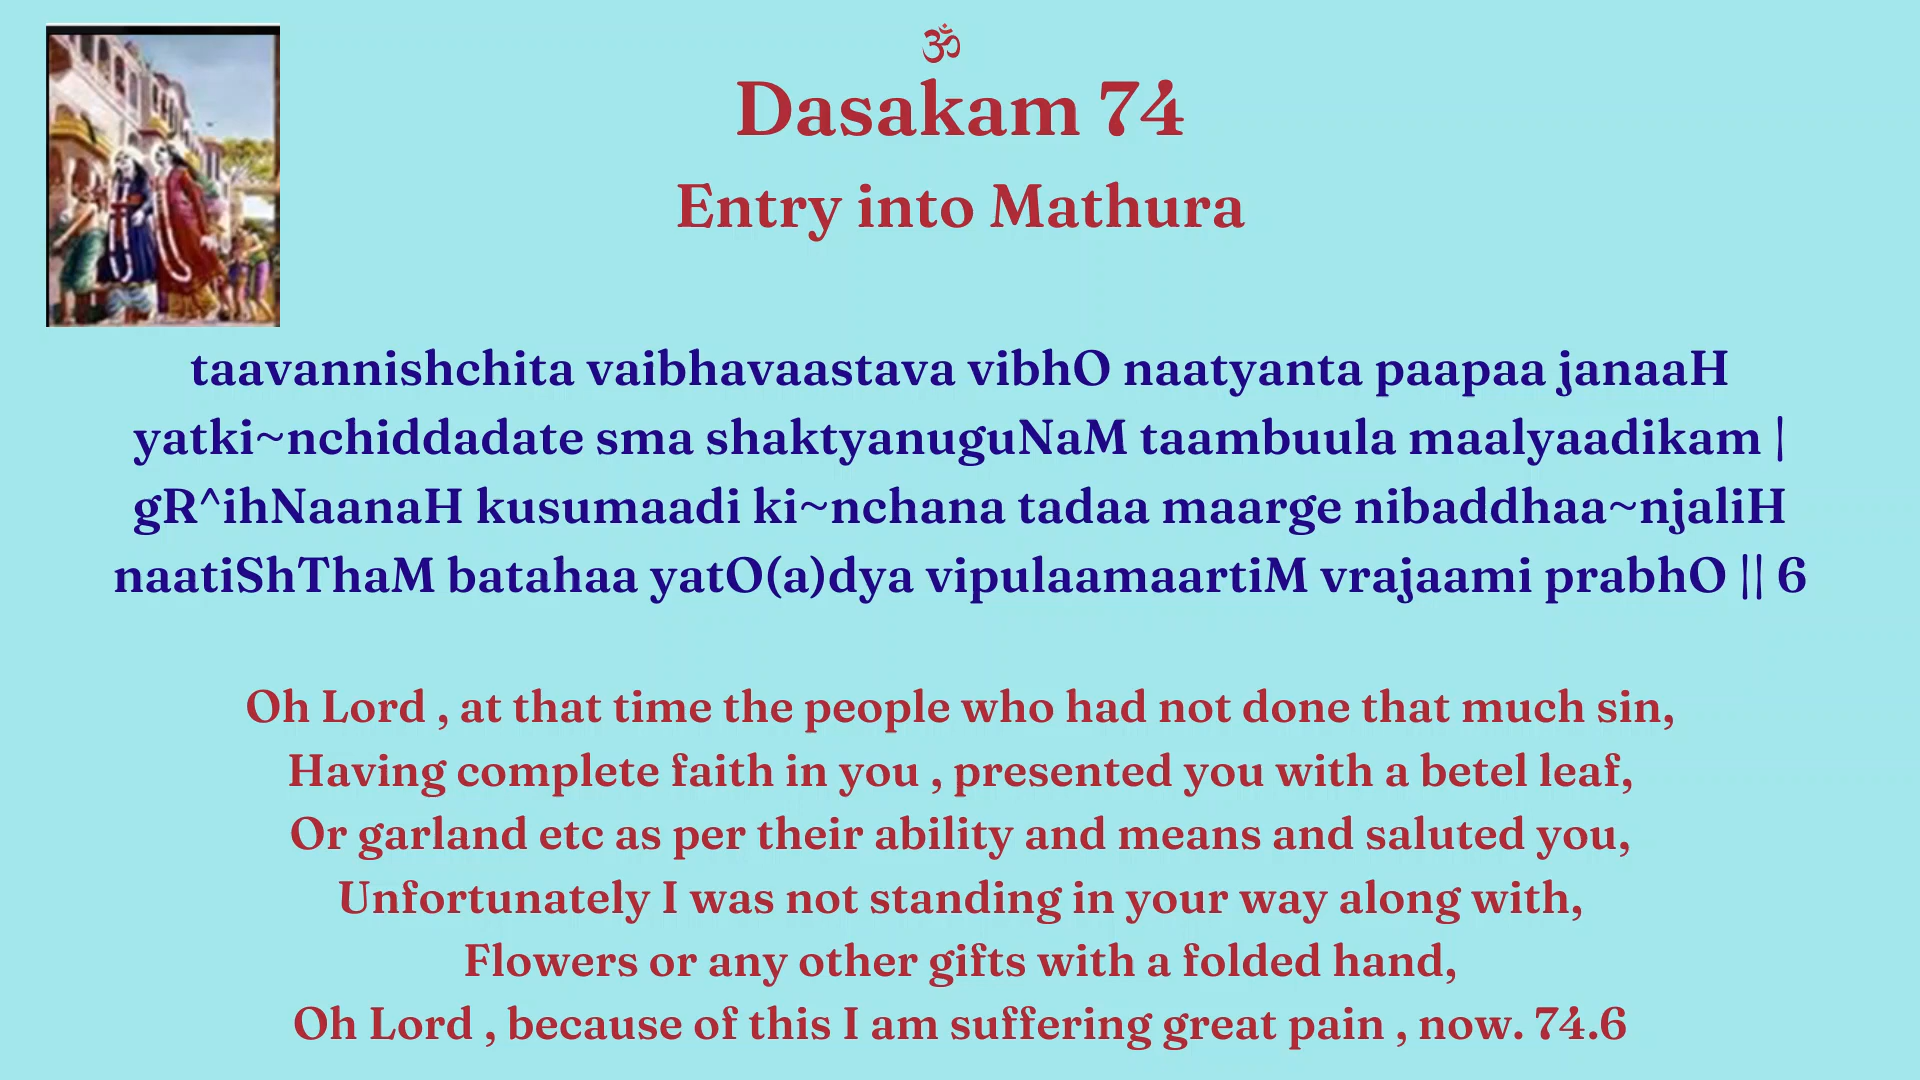 ॐ
Dasakam 74
Entry into Mathura
taavannishchita vaibhavaastava vibhO naatyanta paapaa janaaH
yatki~nchiddadate sma shaktyanuguNaM taambuula maalyaadikam |
gR^ihNaanaH kusumaadi ki~nchana tadaa maarge nibaddhaa~njaliH
naatiShThaM batahaa yatO(a)dya vipulaamaartiM vrajaami prabhO || 6
Oh Lord , at that time the people who had not done that much sin,
Having complete faith in you , presented you with a betel leaf,
Or garland etc as per their ability and means and saluted you,
Unfortunately I was not standing in your way along with,
Flowers or any other gifts with a folded hand,
Oh Lord , because of this I am suffering great pain , now. 74.6